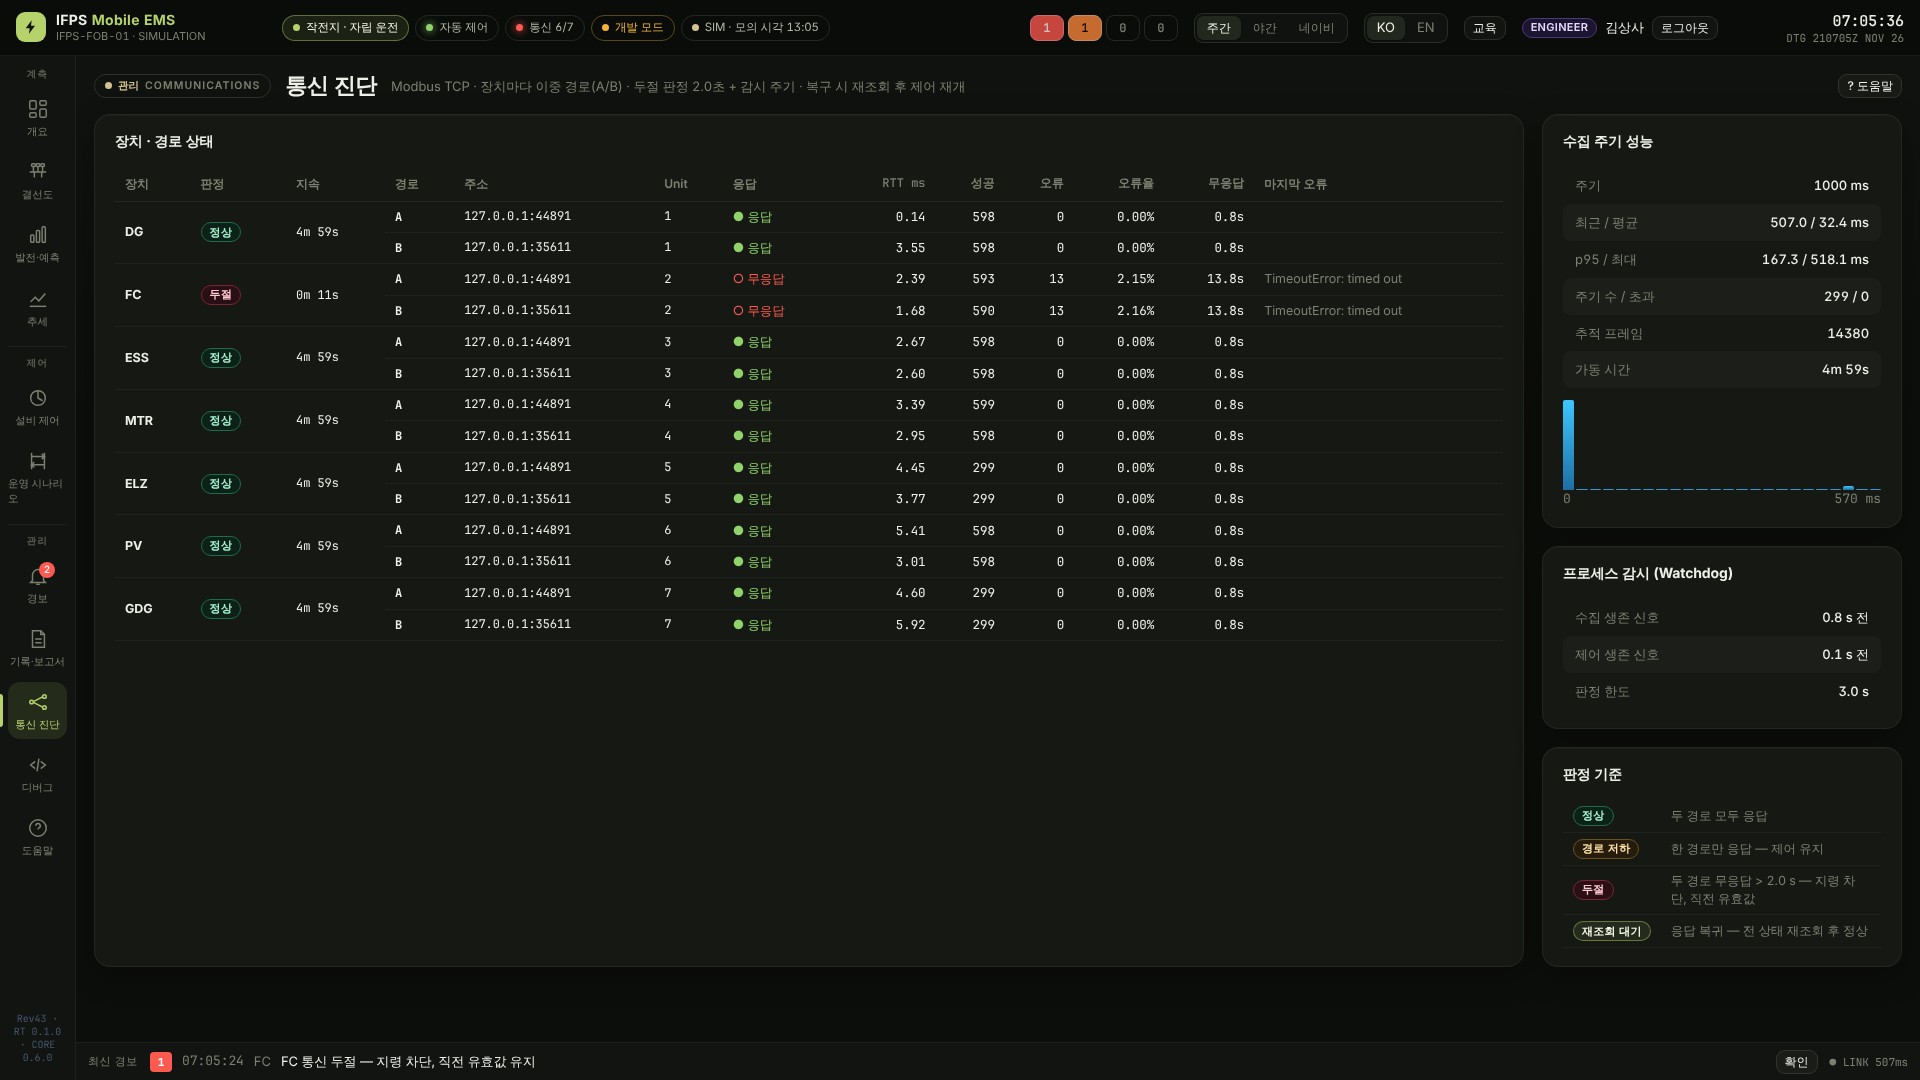 IFPS Mobile EMS
IFPS-FOB-01 · SIMULATION
작전지 · 자립 운전
자동 제어
통신 6/7
개발 모드
SIM · 모의 시각 13:05
1 1 0 0
주간 야간 네이비
KO EN
교육
ENGINEER 김상사 로그아웃
07:05:36
DTG 210705Z NOV 26
계측
개요
결선도
발전·예측
추세
제어
설비 제어
운영 시나리
오
관리
2
경보
기록·보고서
통신 진단
디버그
도움말
Rev43 ·
RT 0.1.0
· CORE
0.6.0
관리 COMMUNICATIONS
통신 진단
Modbus TCP · 장치마다 이중 경로(A/B) · 두절 판정 2.0초 + 감시 주기 · 복구 시 재조회 후 제어 재개
? 도움말
장치 · 경로 상태
장치 판정 지속 경로 주소 Unit 응답 RTT ms 성공 오류 오류율 무응답 마지막 오류
DG 정상 4m 59s
A 127.0.0.1:44891 1 응답 0.14 598 0 0.00% 0.8s
B 127.0.0.1:35611 1 응답 3.55 598 0 0.00% 0.8s
FC 두절 0m 11s
A 127.0.0.1:44891 2 무응답 2.39 593 13 2.15% 13.8s TimeoutError: timed out
B 127.0.0.1:35611 2 무응답 1.68 590 13 2.16% 13.8s TimeoutError: timed out
ESS 정상 4m 59s
A 127.0.0.1:44891 3 응답 2.67 598 0 0.00% 0.8s
B 127.0.0.1:35611 3 응답 2.60 598 0 0.00% 0.8s
MTR 정상 4m 59s
A 127.0.0.1:44891 4 응답 3.39 599 0 0.00% 0.8s
B 127.0.0.1:35611 4 응답 2.95 598 0 0.00% 0.8s
ELZ 정상 4m 59s
A 127.0.0.1:44891 5 응답 4.45 299 0 0.00% 0.8s
B 127.0.0.1:35611 5 응답 3.77 299 0 0.00% 0.8s
PV 정상 4m 59s
A 127.0.0.1:44891 6 응답 5.41 598 0 0.00% 0.8s
B 127.0.0.1:35611 6 응답 3.01 598 0 0.00% 0.8s
GDG 정상 4m 59s
A 127.0.0.1:44891 7 응답 4.60 299 0 0.00% 0.8s
B 127.0.0.1:35611 7 응답 5.92 299 0 0.00% 0.8s
수집 주기 성능
주기 1000 ms
최근 / 평균 507.0 / 32.4 ms
p95 / 최대 167.3 / 518.1 ms
주기 수 / 초과 299 / 0
추적 프레임 14380
가동 시간 4m 59s
0 570 ms
프로세스 감시 (Watchdog)
수집 생존 신호 0.8 s 전
제어 생존 신호 0.1 s 전
판정 한도 3.0 s
판정 기준
정상 두 경로 모두 응답
경로 저하 한 경로만 응답 — 제어 유지
두절 두 경로 무응답 > 2.0 s — 지령 차
단, 직전 유효값
재조회 대기 응답 복귀 — 전 상태 재조회 후 정상
최신 경보 1 07:05:24 FC FC 통신 두절 — 지령 차단, 직전 유효값 유지
확인
LINK 507ms